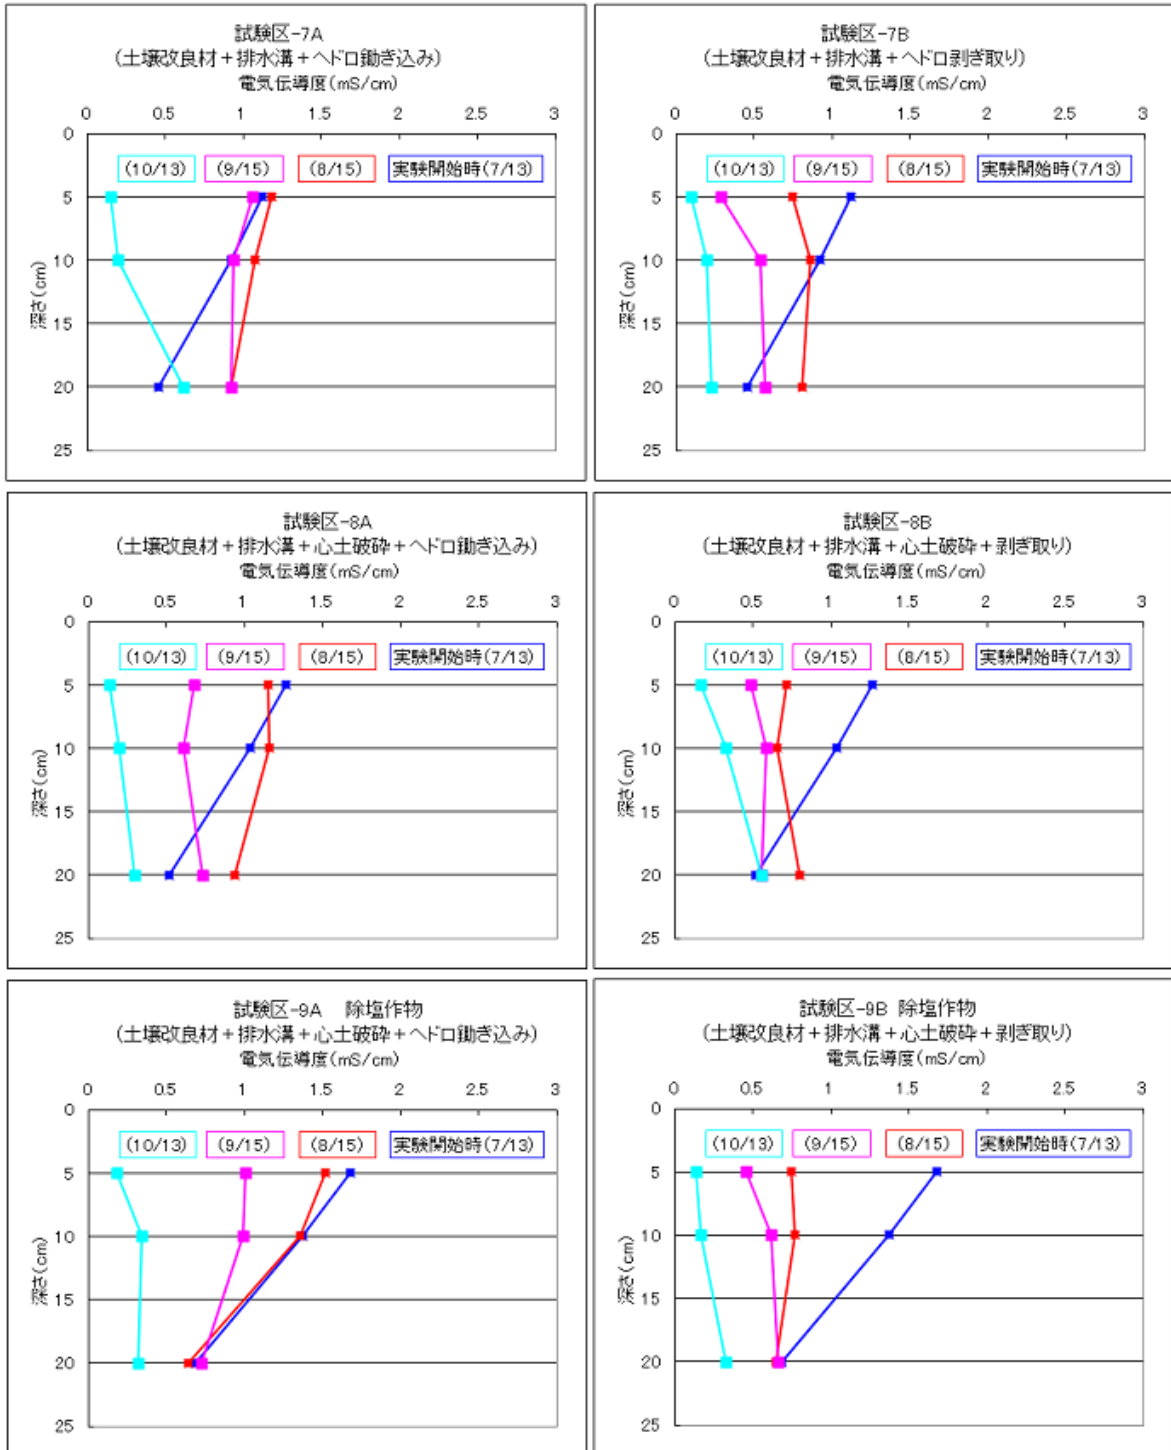 試験区-7A
(土壌改良材+排水溝+ヘドロ鋤き込み)
電気伝導度(mS/cm)
0 0.5 1 1.5 2 2.5 3
0
(10/13) (9/15) (8/15) 実験開始時(7/13)
5
10
15
20
25
深さ(cm)
試験区-7B
(土壌改良材+排水溝+ヘドロ剥ぎ取り)
電気伝導度(mS/cm)
0 0.5 1 1.5 2 2.5 3
0
(10/13) (9/15) (8/15) 実験開始時(7/13)
5
10
15
20
25
深さ(cm)
試験区-8A
(土壌改良材+排水溝+心土破砕+ヘドロ鋤き込み)
電気伝導度(mS/cm)
0 0.5 1 1.5 2 2.5 3
0
(10/13) (9/15) (8/15) 実験開始時(7/13)
5
10
15
20
25
深さ(cm)
試験区-8B
(土壌改良材+排水溝+心土破砕+剥ぎ取り)
電気伝導度(mS/cm)
0 0.5 1 1.5 2 2.5 3
0
(10/13) (9/15) (8/15) 実験開始時(7/13)
5
10
15
20
25
深さ(cm)
試験区-9A 除塩作物
(土壌改良材+排水溝+心土破砕+ヘドロ鋤き込み)
電気伝導度(mS/cm)
0 0.5 1 1.5 2 2.5 3
0
(10/13) (9/15) (8/15) 実験開始時(7/13)
5
10
15
20
25
深さ(cm)
試験区-9B 除塩作物
(土壌改良材+排水溝+心土破砕+剥ぎ取り)
電気伝導度(mS/cm)
0 0.5 1 1.5 2 2.5 3
0
(10/13) (9/15) (8/15) 実験開始時(7/13)
5
10
15
20
25
深さ(cm)